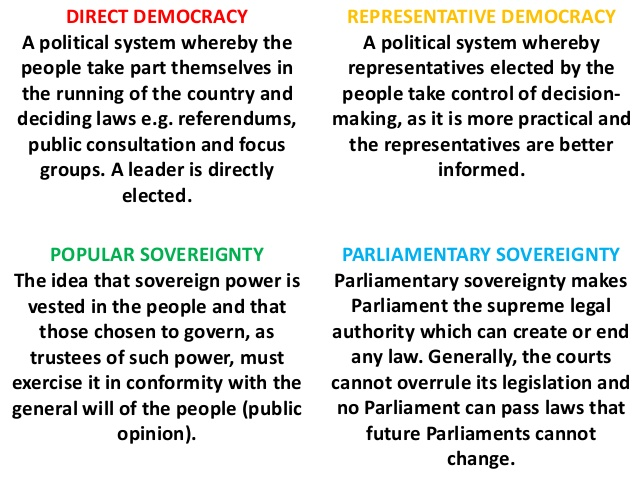 DIRECT DEMOCRACY
A political system whereby the
people take part themselves in
the running of the country and
deciding laws e.g. referendums,
public consultation and focus
groups. A leader is directly
elected.
REPRESENTATIVE DEMOCRACY
A political system whereby
representatives elected by the
people take control of decision-
making, as it is more practical and
the representatives are better
informed.
POPULAR SOVEREIGNTY
The idea that sovereign power is
vested in the people and that
those chosen to govern, as
trustees of such power, must
exercise it in conformity with the
general will of the people (public
opinion).
PARLIAMENTARY SOVEREIGNTY
Parliamentary sovereignty makes
Parliament the supreme legal
authority which can create or end
any law. Generally, the courts
cannot overrule its legislation and
no Parliament can pass laws that
future Parliaments cannot
change.